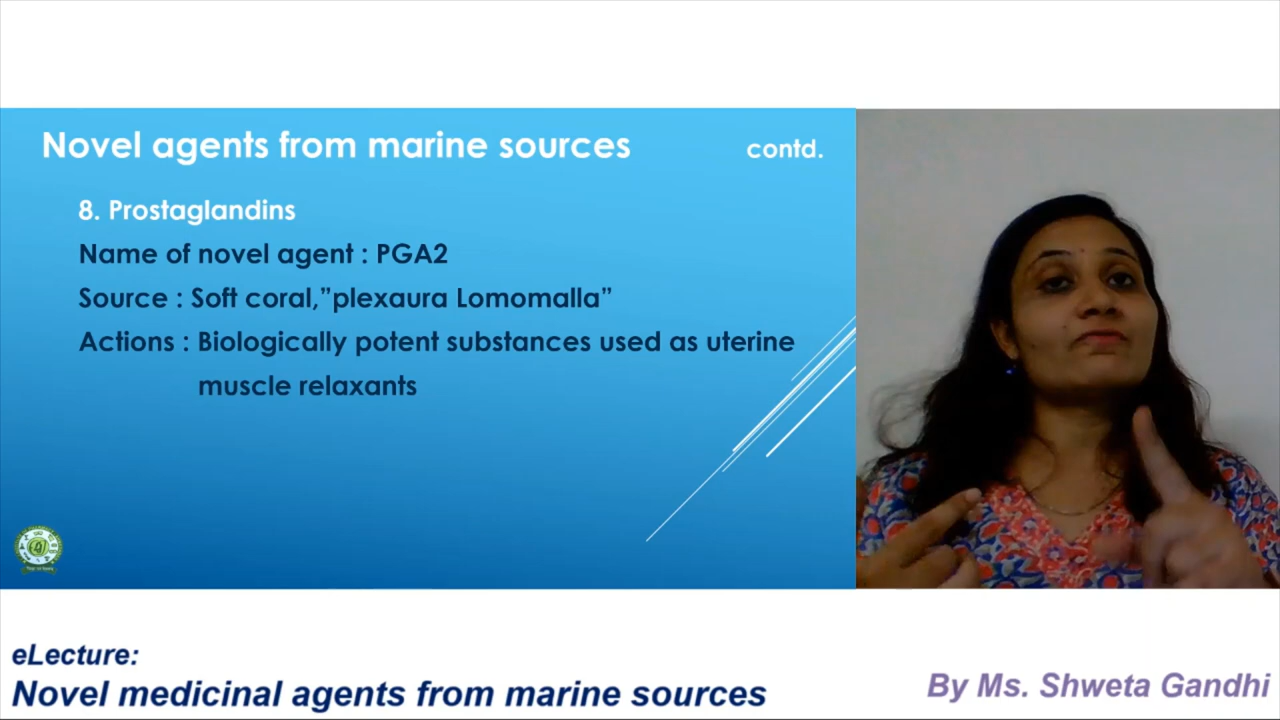 Novel agents from marine sources contd.
8. Prostaglandins
Name of novel agent : PGA2
Source : Soft coral,”plexaura Lomomalla”
Actions : Biologically potent substances used as uterine
muscle relaxants
eLecture:
Novel medicinal agents from marine sources
By Ms. Shweta Gandhi